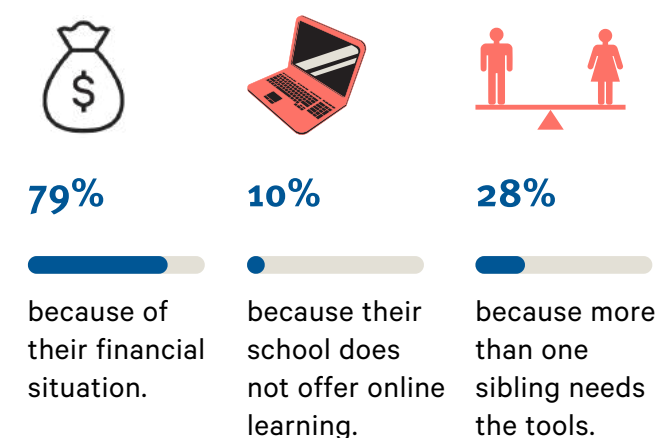 $
79%
because of
their financial
situation.
10%
because their
school does
not offer online
learning.
28%
because more
than one
sibling needs
the tools.